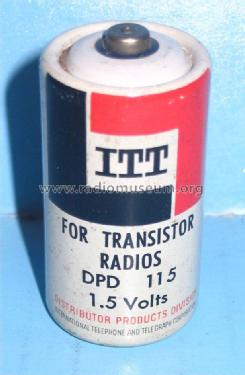 ITT
© www.radiomuseum.org
FOR TRANSISTOR
RADIOS
DPD 115
1.5 Volts
DISTRIBUTOR PRODUCTS DIVISION
INTERNATIONAL TELEPHONE AND TELEGRAPH CORPORATION